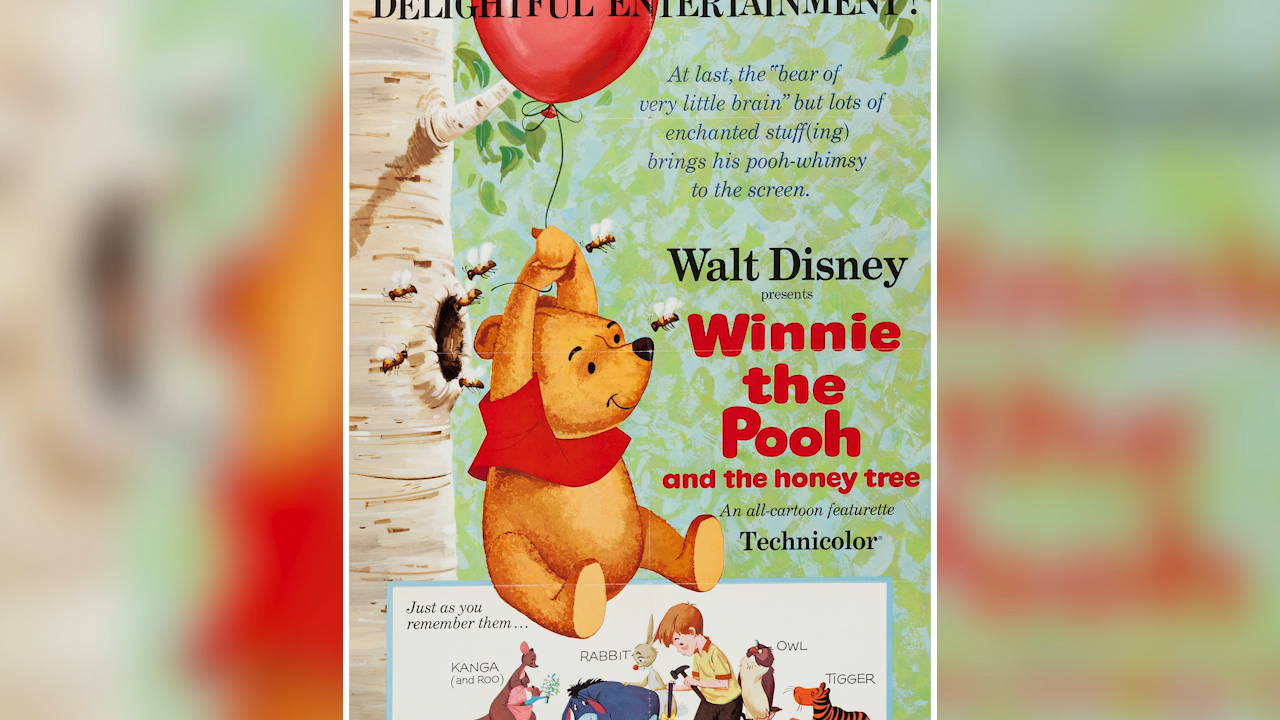 DELIGHTFUL ENTERTAINMENT!
At last, the "bear of
very little brain" but lots of
enchanted stuff(ing)
brings his pooh-whimsy
to the screen.
Walt Disney
presents
Winnie
the
Pooh
and the honey tree
An all-cartoon featurette
Technicolor®
Just as you
remember them...
KANGA
(and ROO)
RABBIT
OWL
TIGGER